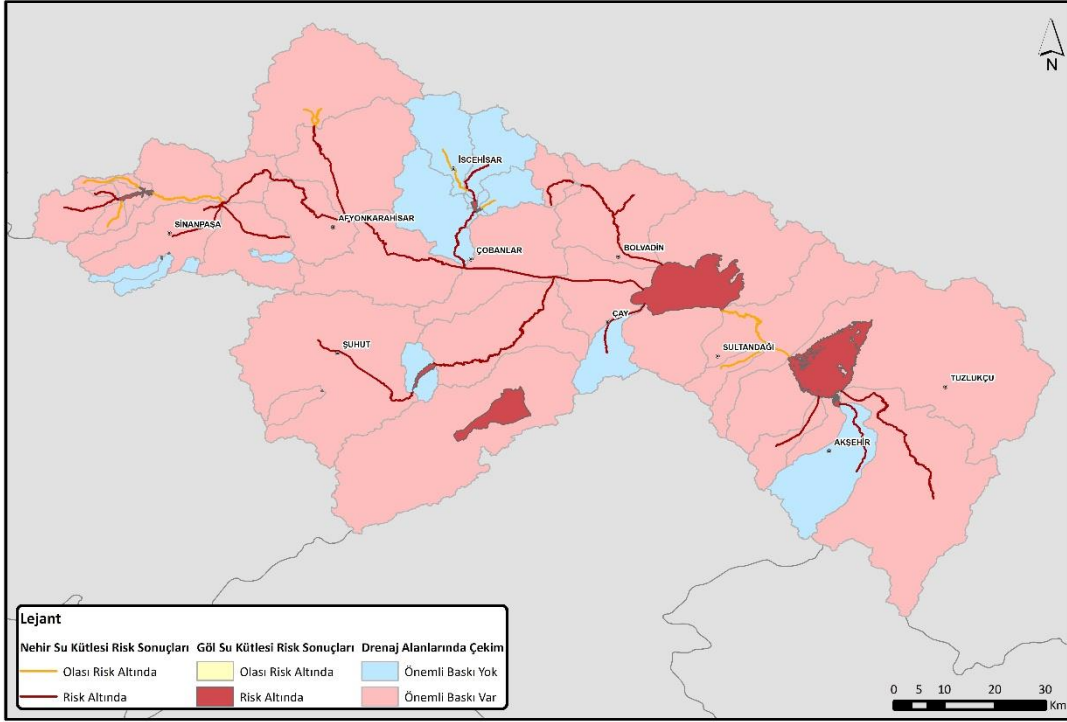 N
İSCEHİSAR
SİNANPAŞA
AFYONKARAHİSAR
ÇOBANLAR
BOLVADİN
ÇAY
ŞUHUT
SULTANDAĞI
TUZLUKÇU
AKŞEHİR
Lejant
Nehir Su Kütlesi Risk Sonuçları Göl Su Kütlesi Risk Sonuçları Drenaj Alanlarında Çekim
Olası Risk Altında Olası Risk Altında Önemli Baskı Yok
Risk Altında Risk Altında Önemli Baskı Var
0 5 10 20 30
Km